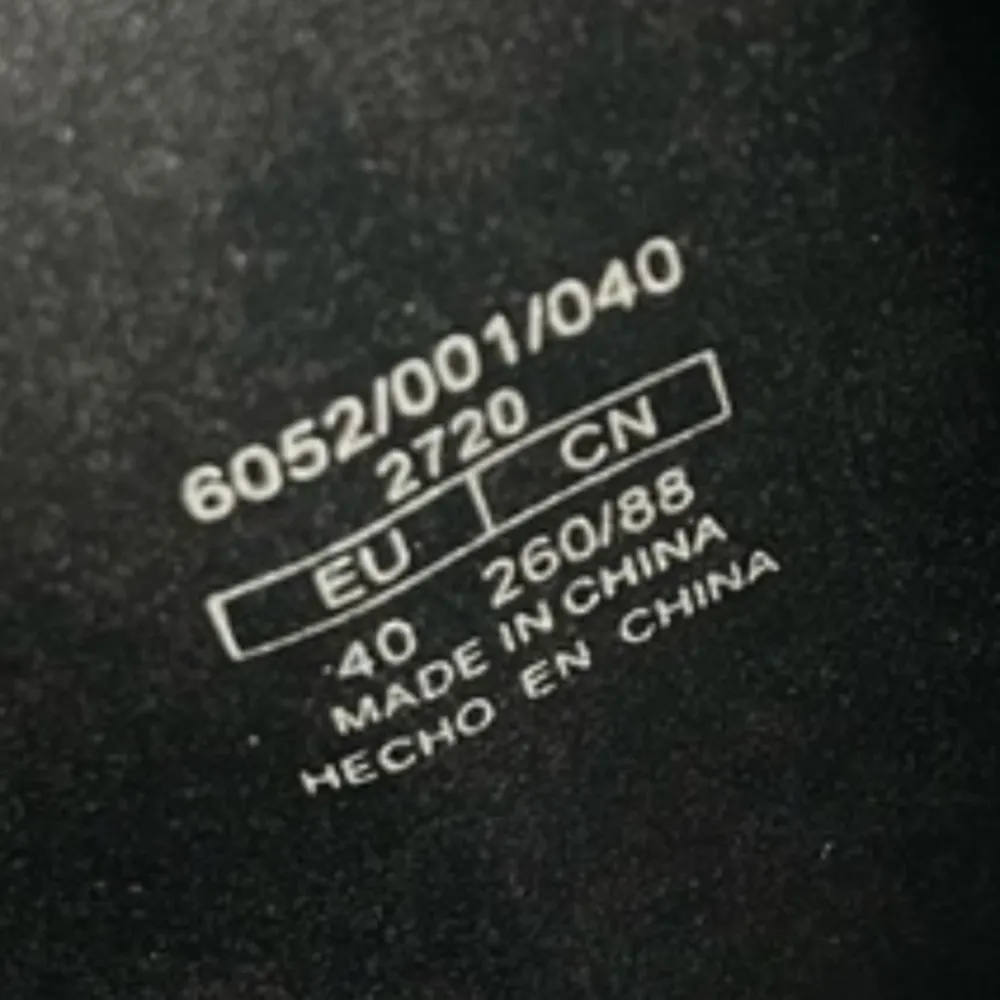 6052/001/040
2720
EU CN
40 260/88
MADE IN CHINA
HECHO EN CHINA